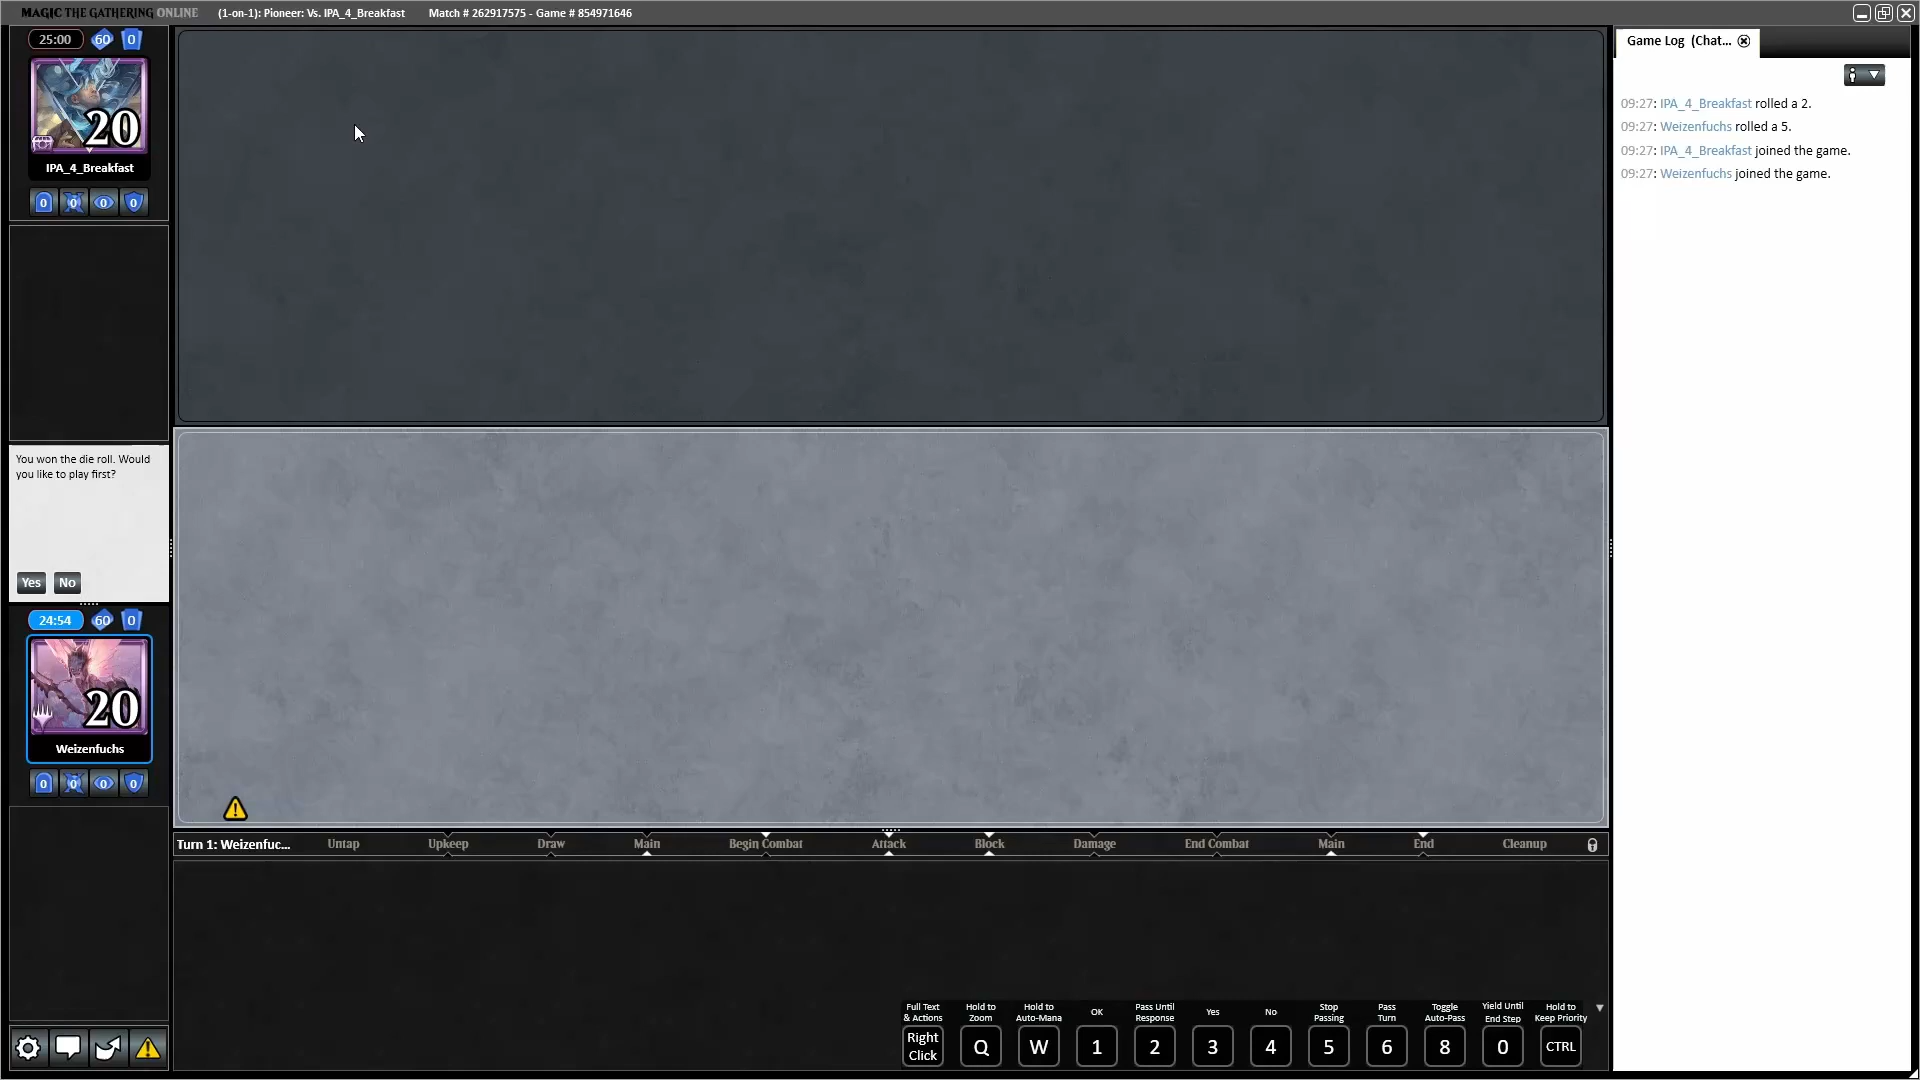 MAGIC THE GATHERING ONLINE (1-on-1): Pioneer: Vs. IPA_4_Breakfast Match # 262917575 - Game # 854971646
25:00 60 0
20
IPA_4_Breakfast
0 0 0 0
You won the die roll. Would
you like to play first?
Yes No
24:54 60 0
20
Weizenfuchs
0 0 0 0
Turn 1: Weizenfuc... Untap Upkeep Draw Main Begin Combat Attack Block Damage End Combat Main End Cleanup
Full Text
& Actions
Right
Click
Hold to
Zoom
Q
Hold to
Auto-Mana
W
OK
1
Pass Until
Response
2
Yes
3
No
4
Stop
Passing
5
Pass
Turn
6
Toggle
Auto-Pass
8
Yield Until
End Step
0
Hold to
Keep Priority
CTRL
Game Log (Chat...
09:27: IPA_4_Breakfast rolled a 2.
09:27: Weizenfuchs rolled a 5.
09:27: IPA_4_Breakfast joined the game.
09:27: Weizenfuchs joined the game.